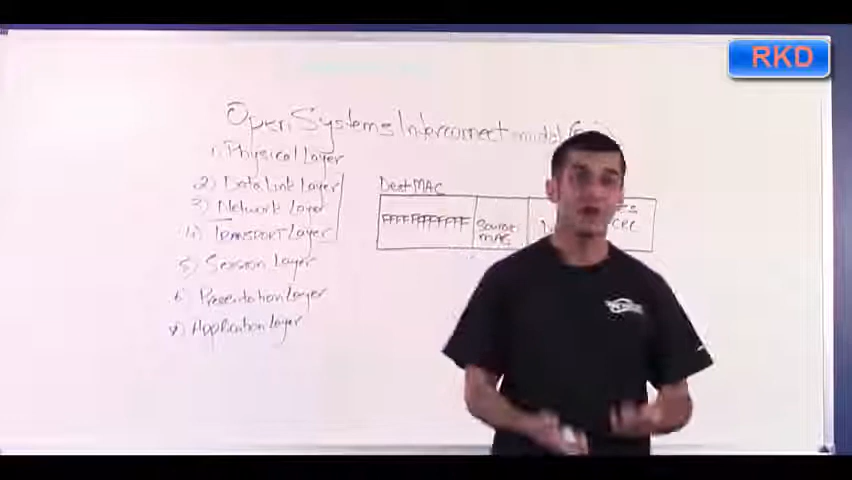 RKD
Open Systems Interconnect model
1. Physical Layer
2) Data Link Layer
3) Network Layer
4) TRANSPORT Layer
5) Session Layer
6 Presentation Layer
7) Application Layer
Dest MAC
FFFFFFFFFFFF
Source
MAC
CRC